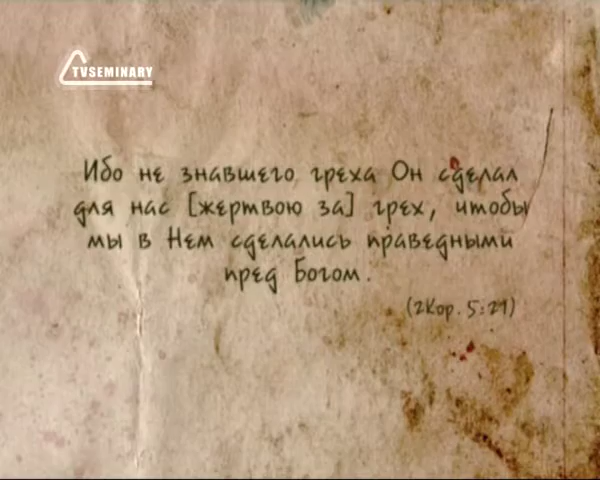 TVSEMINARY
Ибо не знавшего греха Он сделал
для нас [жертвою за] грех, чтобы
мы в Нем сделались праведными
пред Богом.
(2Кор. 5:21)